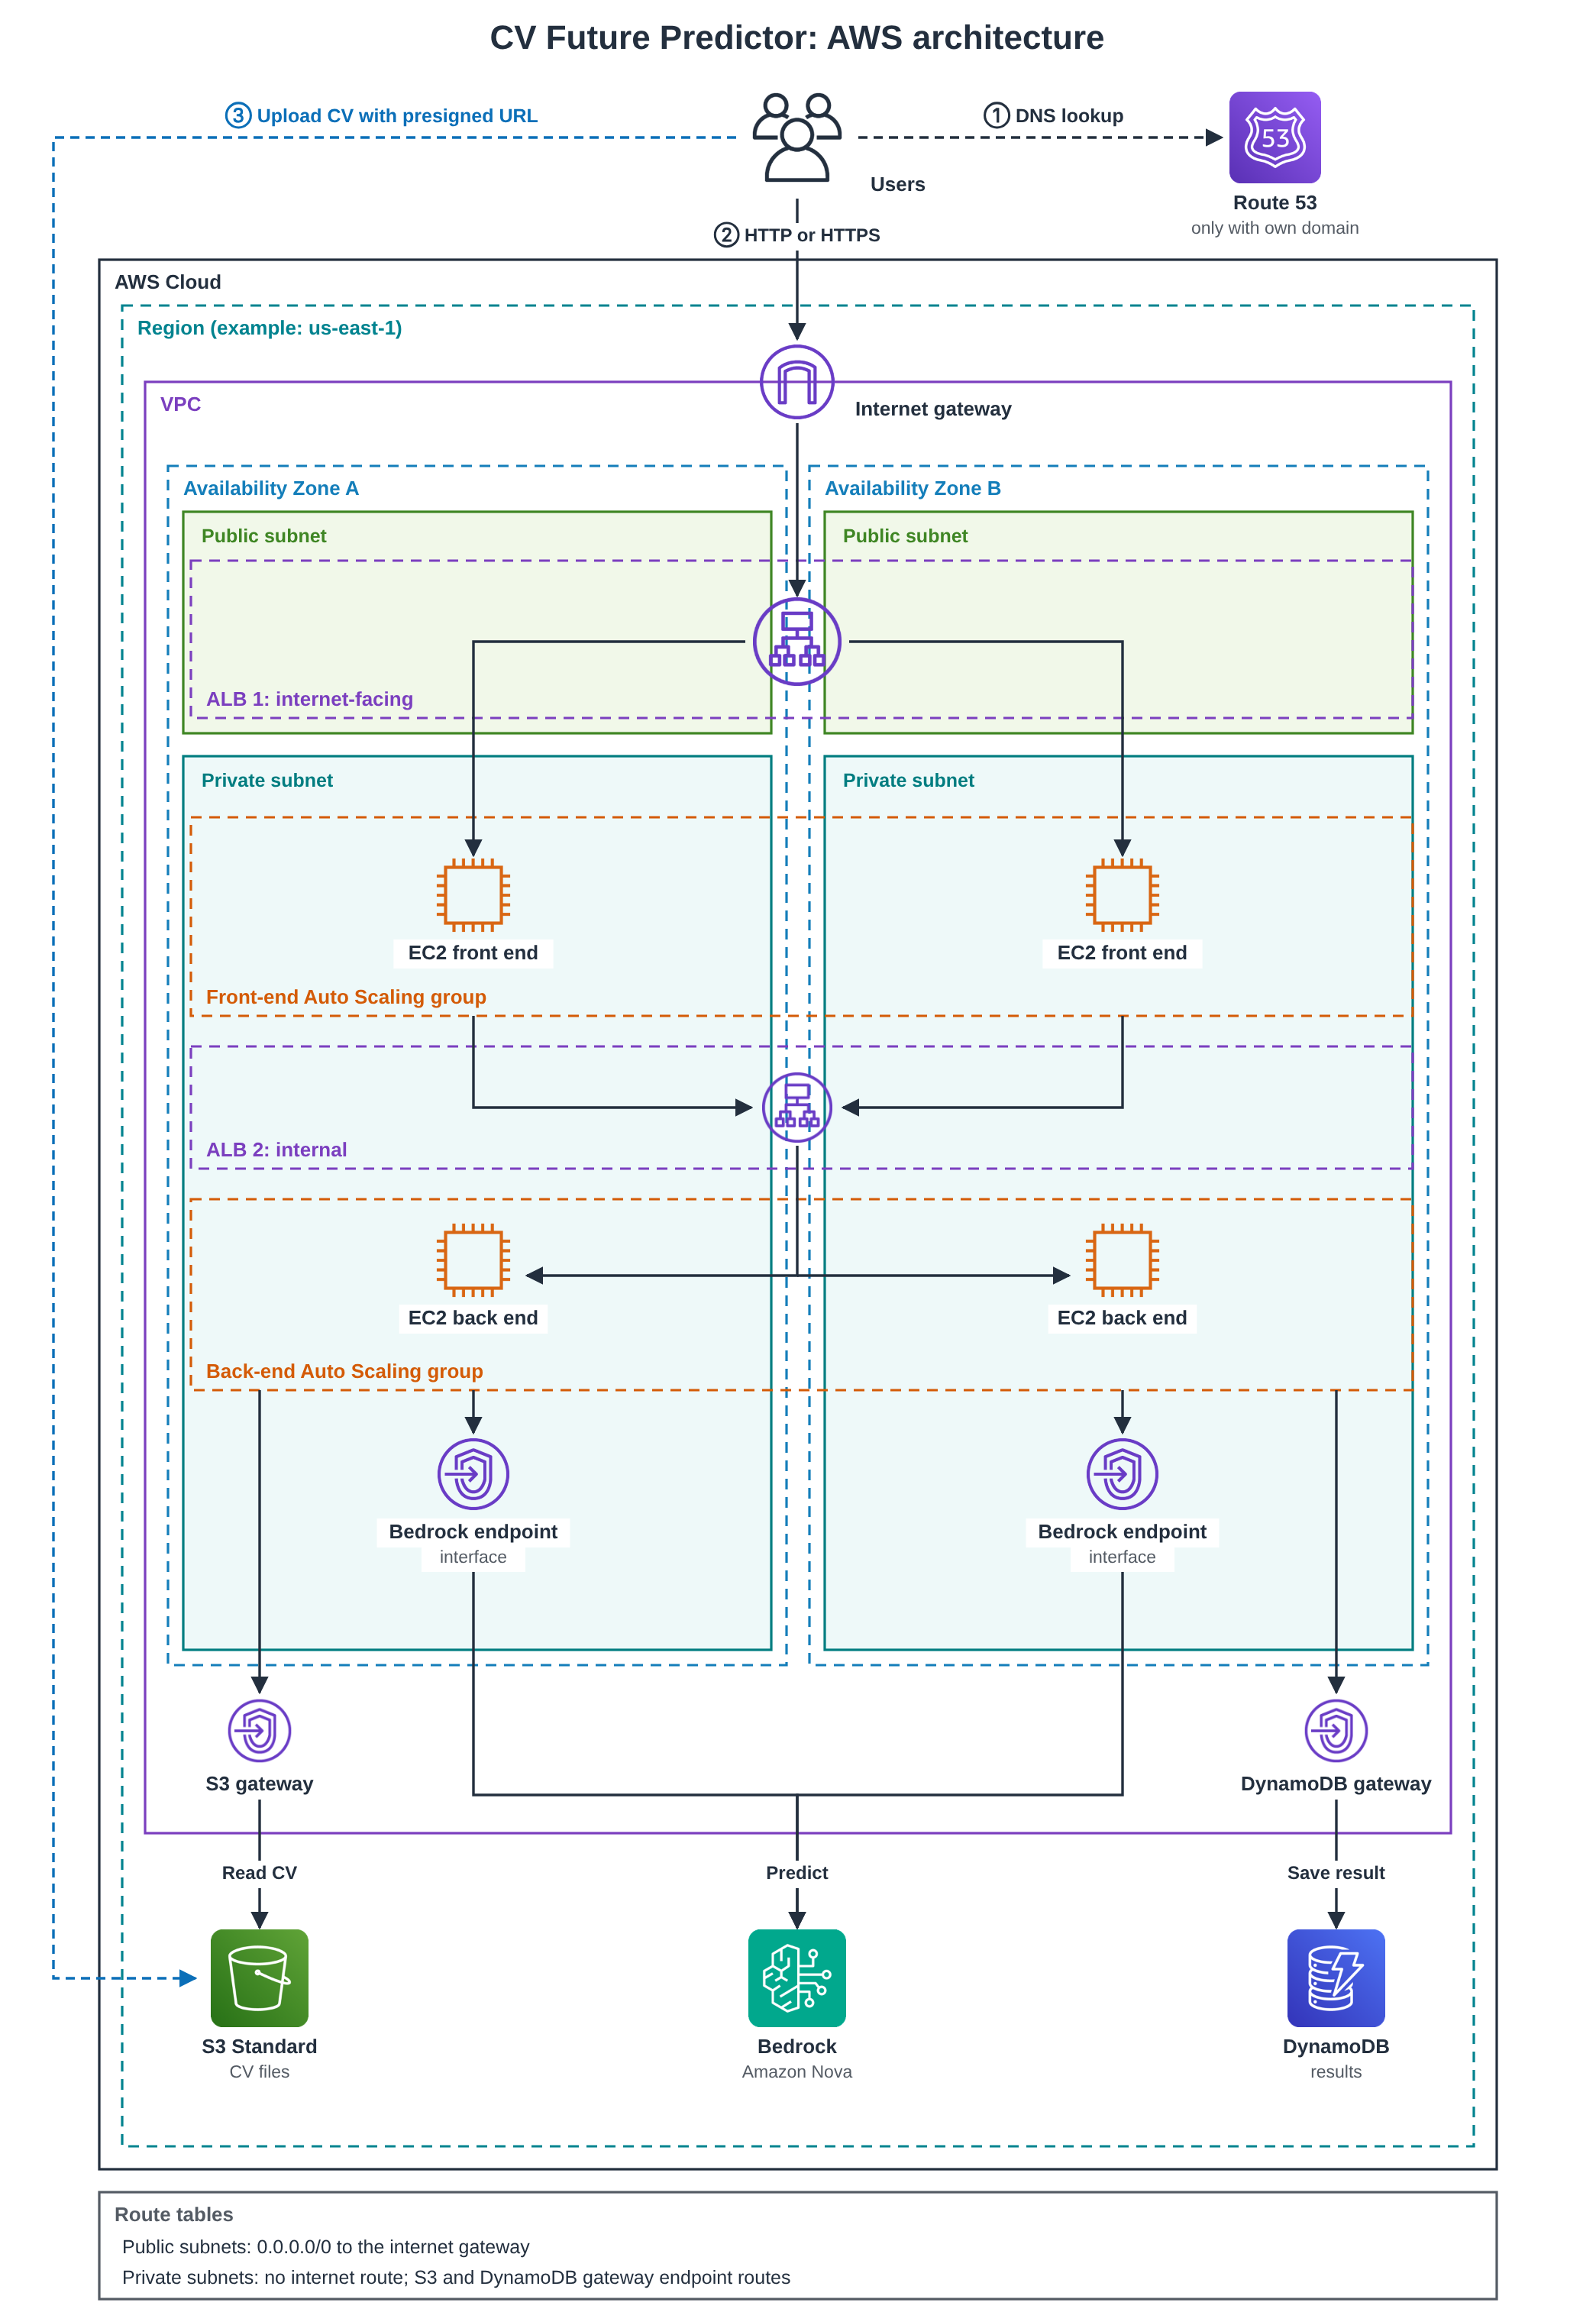 CV Future Predictor: AWS architecture
③ Upload CV with presigned URL
① DNS lookup
53
Users
Route 53
only with own domain
② HTTP or HTTPS
AWS Cloud
Region (example: us-east-1)
VPC
Internet gateway
Availability Zone A
Availability Zone B
Public subnet
Public subnet
ALB 1: internet-facing
Private subnet
Private subnet
EC2 front end
EC2 front end
Front-end Auto Scaling group
ALB 2: internal
EC2 back end
EC2 back end
Back-end Auto Scaling group
Bedrock endpoint
interface
Bedrock endpoint
interface
S3 gateway
DynamoDB gateway
Read CV
Predict
Save result
S3 Standard
CV files
Bedrock
Amazon Nova
DynamoDB
results
Route tables
Public subnets: 0.0.0.0/0 to the internet gateway
Private subnets: no internet route; S3 and DynamoDB gateway endpoint routes